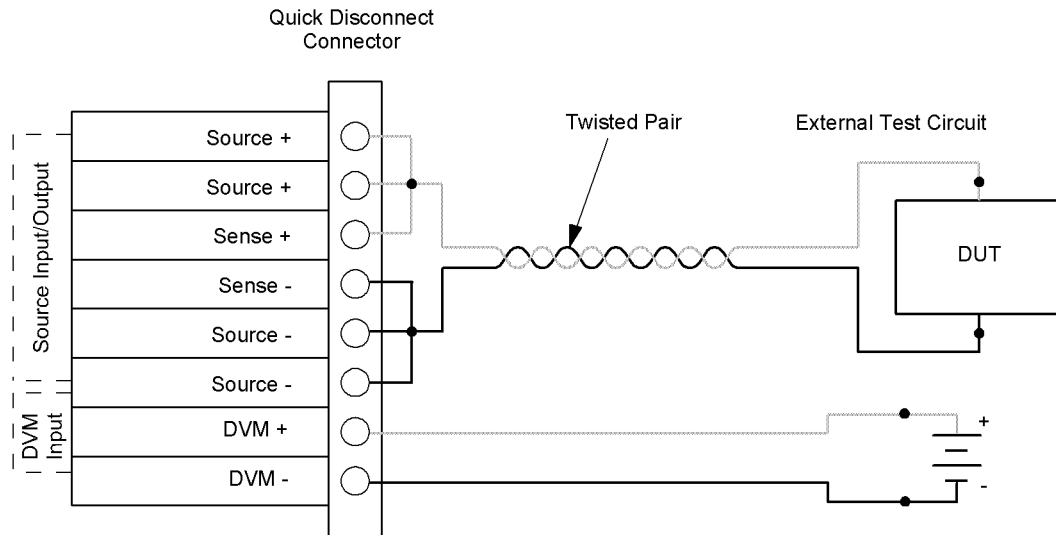 Quick Disconnect
Connector
Twisted Pair
External Test Circuit
Source Input/Output
DVM
Input
Source +
Source +
Sense +
Sense -
Source -
Source -
DVM +
DVM -
DUT
+
-